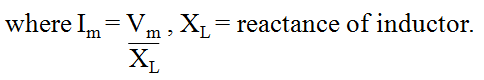 where Iₘ = Vₘ / X_L , X_L = reactance of inductor.